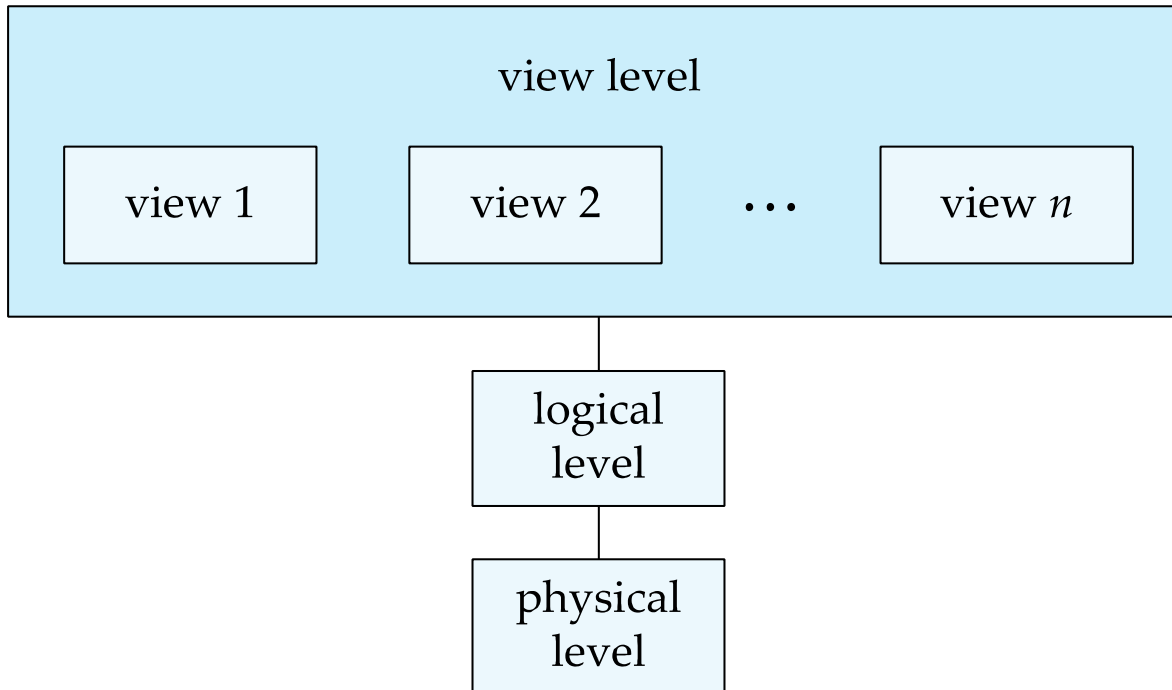 view level
view 1
view 2
...
view n
logical
level
physical
level